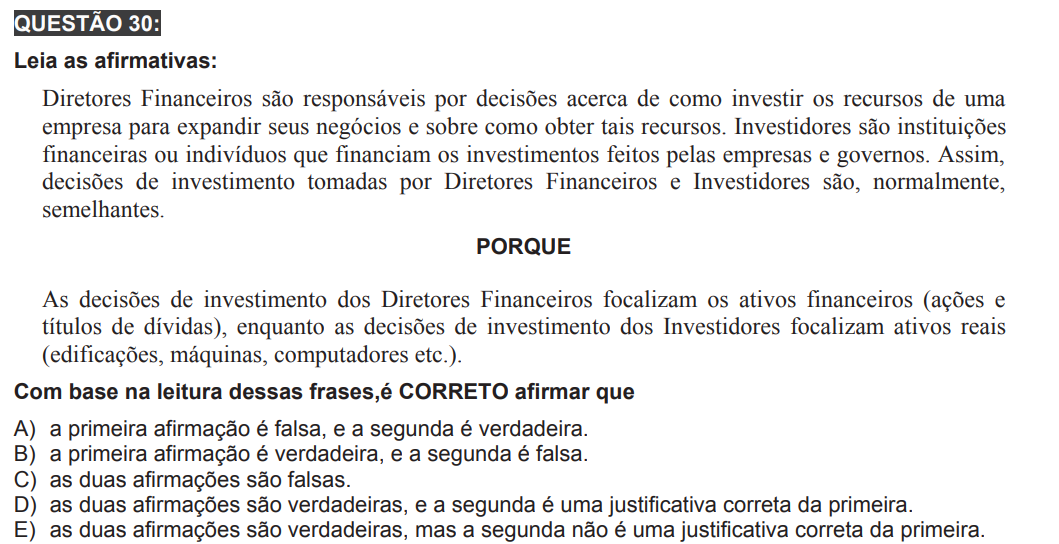 QUESTÃO 30:
Leia as afirmativas:
Diretores Financeiros são responsáveis por decisões acerca de como investir os recursos de uma
empresa para expandir seus negócios e sobre como obter tais recursos. Investidores são instituições
financeiras ou indivíduos que financiam os investimentos feitos pelas empresas e governos. Assim,
decisões de investimento tomadas por Diretores Financeiros e Investidores são, normalmente,
semelhantes.
PORQUE
As decisões de investimento dos Diretores Financeiros focalizam os ativos financeiros (ações e
títulos de dívidas), enquanto as decisões de investimento dos Investidores focalizam ativos reais
(edificações, máquinas, computadores etc.).
Com base na leitura dessas frases,é CORRETO afirmar que
A) a primeira afirmação é falsa, e a segunda é verdadeira.
B) a primeira afirmação é verdadeira, e a segunda é falsa.
C) as duas afirmações são falsas.
D) as duas afirmações são verdadeiras, e a segunda é uma justificativa correta da primeira.
E) as duas afirmações são verdadeiras, mas a segunda não é uma justificativa correta da primeira.